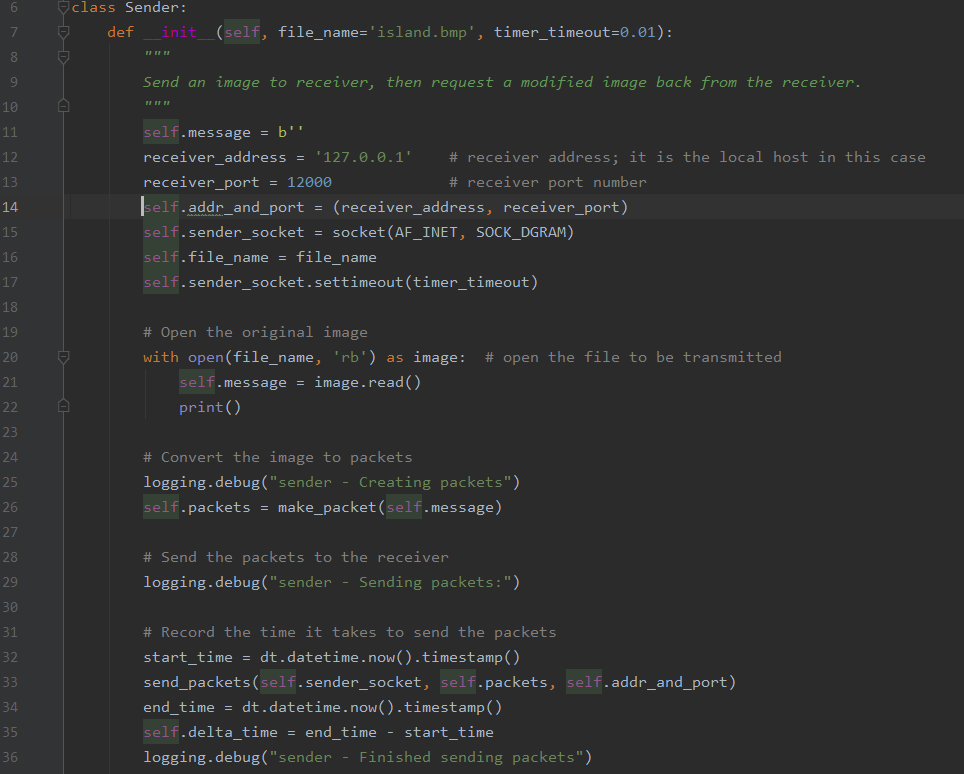 6 class Sender:
7     def __init__(self, file_name='island.bmp', timer_timeout=0.01):
8         """
9         Send an image to receiver, then request a modified image back from the receiver.
10         """
11         self.message = b''
12         receiver_address = '127.0.0.1'    # receiver address; it is the local host in this case
13         receiver_port = 12000             # receiver port number
14         self.addr_and_port = (receiver_address, receiver_port)
15         self.sender_socket = socket(AF_INET, SOCK_DGRAM)
16         self.file_name = file_name
17         self.sender_socket.settimeout(timer_timeout)
18
19         # Open the original image
20         with open(file_name, 'rb') as image:  # open the file to be transmitted
21             self.message = image.read()
22             print()
23
24         # Convert the image to packets
25         logging.debug("sender - Creating packets")
26         self.packets = make_packet(self.message)
27
28         # Send the packets to the receiver
29         logging.debug("sender - Sending packets:")
30
31         # Record the time it takes to send the packets
32         start_time = dt.datetime.now().timestamp()
33         send_packets(self.sender_socket, self.packets, self.addr_and_port)
34         end_time = dt.datetime.now().timestamp()
35         self.delta_time = end_time - start_time
36         logging.debug("sender - Finished sending packets")